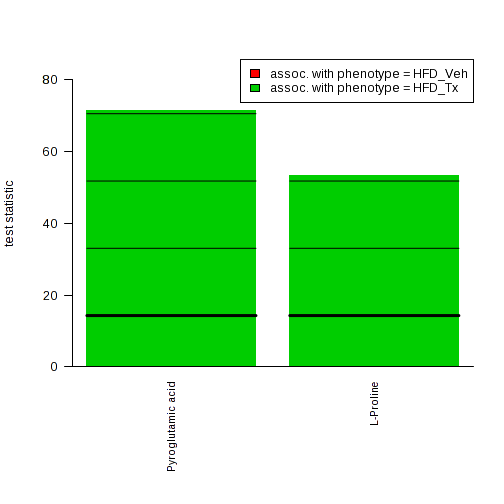 assoc. with phenotype = HFD_Veh
assoc. with phenotype = HFD_Tx
80
60
40
20
0
test statistic
Pyroglutamic acid
L-Proline